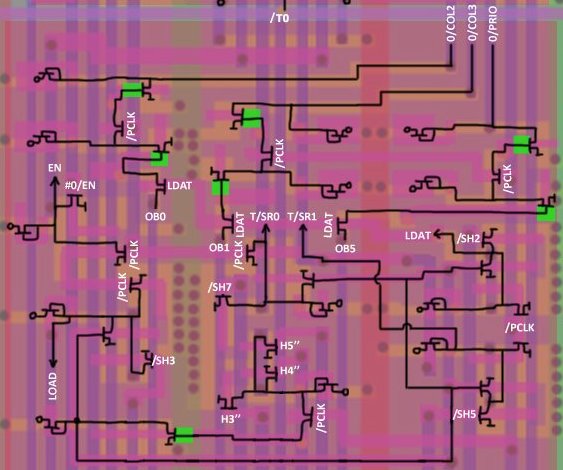 /T0
0/COL2
0/COL3
0/PRIO
/PCLK
/PCLK
/PCLK
EN
#0/EN
LDAT
OB0
OB1
/PCLK
LDAT
T/SR0
T/SR1
LDAT
OB5
LDAT
/SH2
/PCLK
/PCLK
/SH7
/PCLK
LOAD
/SH3
H5”
H4”
H3”
/PCLK
/SH5